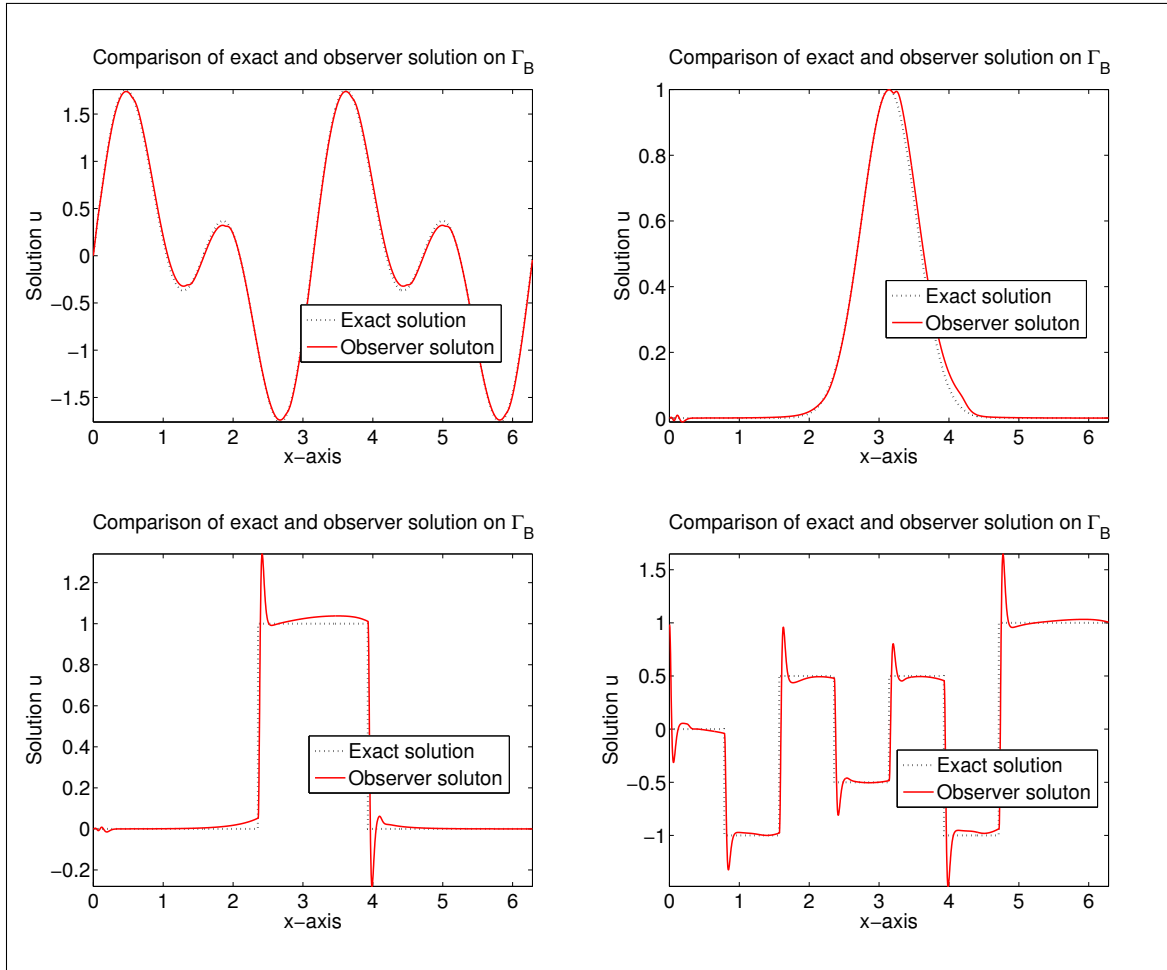 Comparison of exact and observer solution on Γ_B
Solution u
1.5
1
0.5
0
−0.5
−1
−1.5
Exact solution
Observer soluton
0 1 2 3 4 5 6
x−axis
Comparison of exact and observer solution on Γ_B
Solution u
1
0.8
0.6
0.4
0.2
0
Exact solution
Observer soluton
0 1 2 3 4 5 6
x−axis
Comparison of exact and observer solution on Γ_B
Solution u
1.2
1
0.8
0.6
0.4
0.2
0
−0.2
Exact solution
Observer soluton
0 1 2 3 4 5 6
x−axis
Comparison of exact and observer solution on Γ_B
Solution u
1.5
1
0.5
0
−0.5
−1
Exact solution
Observer soluton
0 1 2 3 4 5 6
x−axis